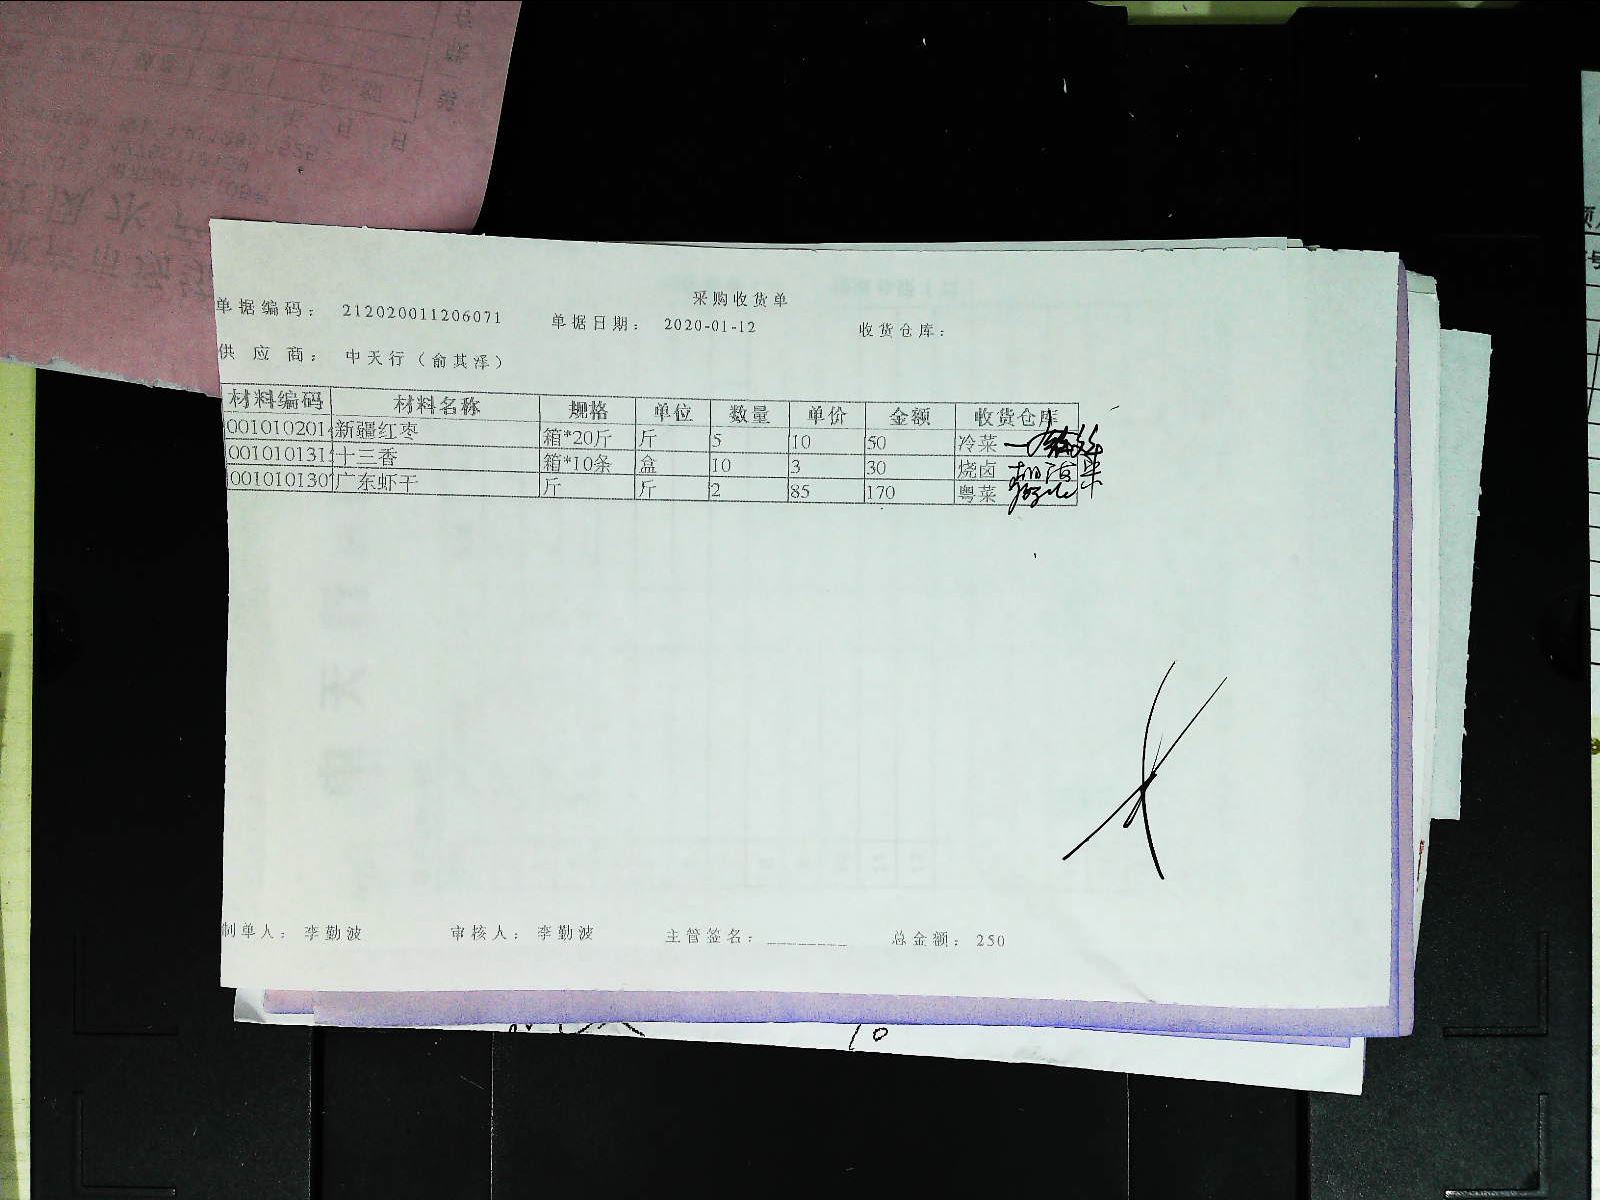 采购收货单
单据编码： 212020011206071 单据日期： 2020-01-12 收货仓库：
供 应 商： 中天行（俞其泽）
材料编码 材料名称 规格 单位 数量 单价 金额 收货仓库
001010201 新疆红枣 箱*20斤 斤 5 10 50 冷菜
001010131 十三香 箱*10条 盒 10 3 30 烧卤
001010130 广东虾干 斤 斤 2 85 170 粤菜
制单人： 李勤波 审核人： 李勤波 主管签名：________ 总金额： 250
10